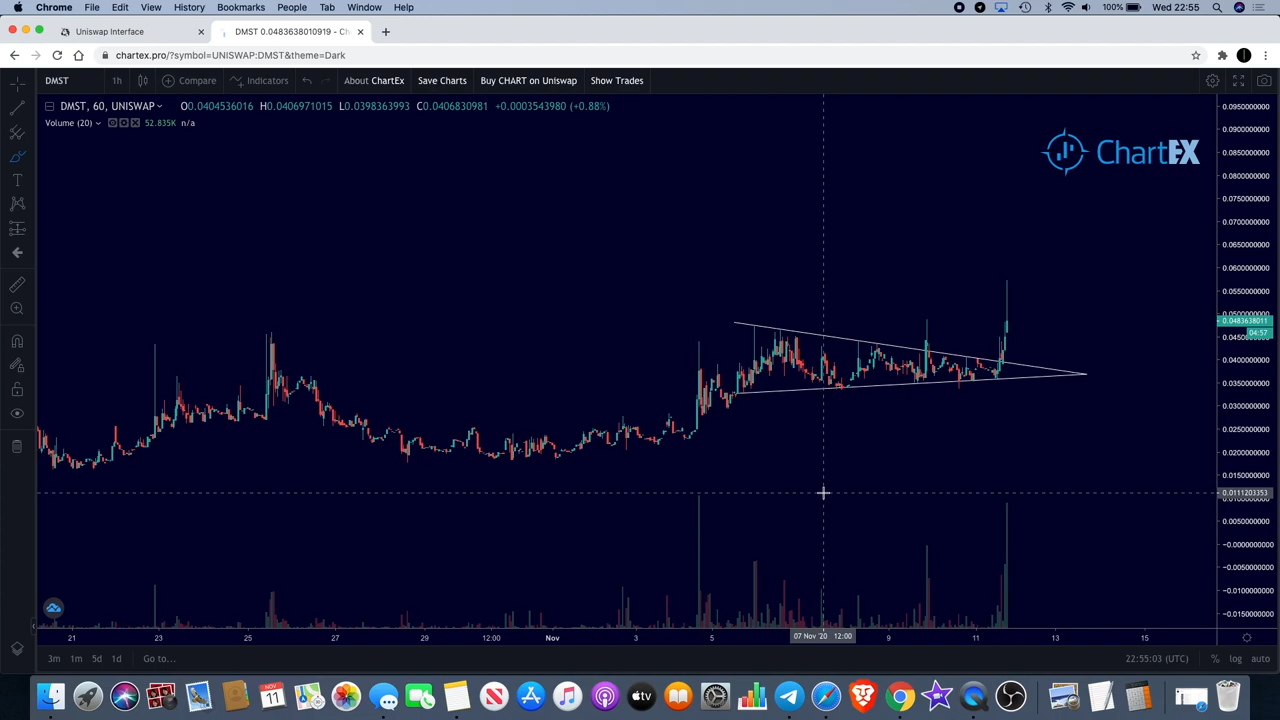 Chrome File Edit View History Bookmarks People Tab Window Help 100% Wed 22:55
Uniswap Interface DMST 0.0483638010919 - Ch
chartex.pro/?symbol=UNISWAP:DMST&theme=Dark
DMST 1h Compare Indicators About ChartEx Save Charts Buy CHART on Uniswap Show Trades
DMST, 60, UNISWAP O0.0404536016 H0.0406971015 L0.0398363993 C0.0406830981 +0.0003543980 (+0.88%)
Volume (20) 52.835K n/a
ChartEX
0.0950000000
0.0900000000
0.0850000000
0.0800000000
0.0750000000
0.0700000000
0.0650000000
0.0600000000
0.0550000000
0.0483638011
04:57
0.0400000000
0.0350000000
0.0300000000
0.0250000000
0.0200000000
0.0150000000
0.0111203353
0.0050000000
−0.0000000000
−0.0050000000
−0.0100000000
−0.0150000000
21 23 25 27 29 12:00 Nov 3 5 07 Nov '20 12:00 9 11 13 15
3m 1m 5d 1d Go to... 22:55:03 (UTC) % log auto
NOV
11
tv